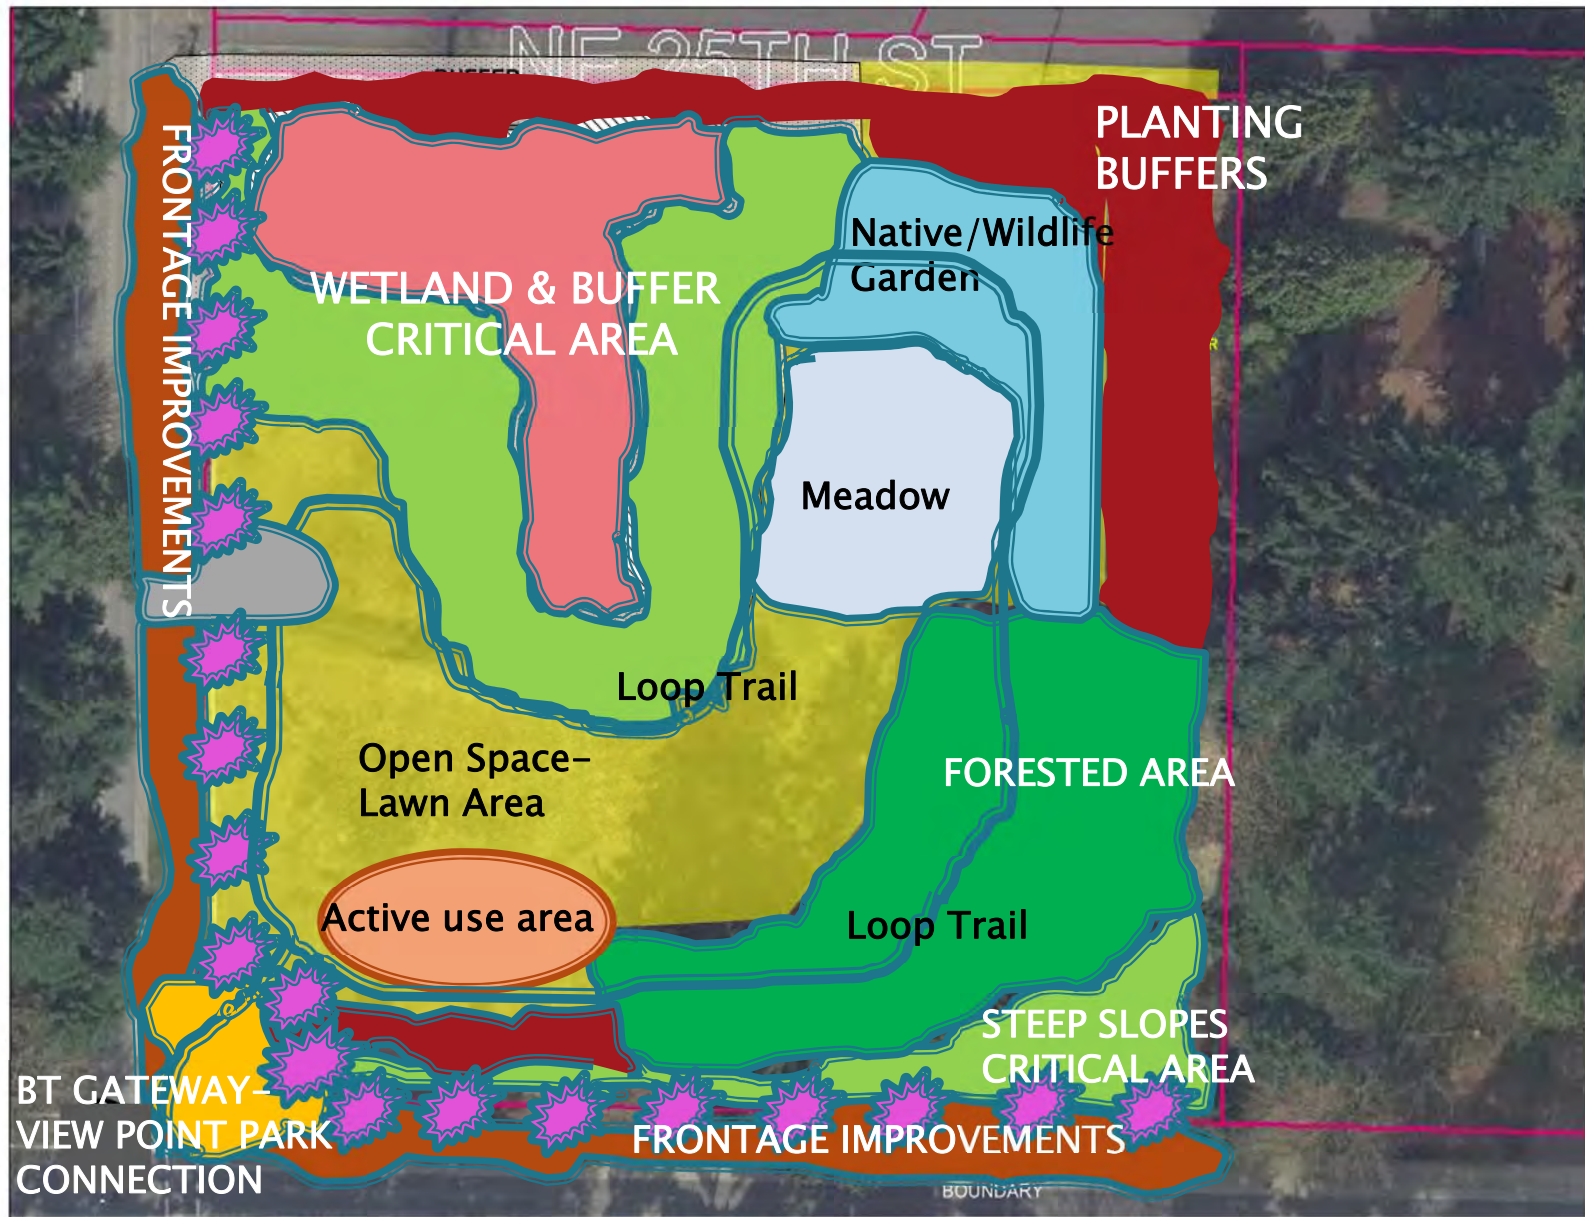 NE 25TH ST
BUFFER
PLANTING
BUFFERS
FRONTAGE IMPROVEMENTS
Native/Wildlife
Garden
WETLAND & BUFFER
CRITICAL AREA
R
Meadow
Loop Trail
Open Space-
Lawn Area
FORESTED AREA
Active use area
Loop Trail
STEEP SLOPES
CRITICAL AREA
BT GATEWAY-
VIEW POINT PARK
CONNECTION
FRONTAGE IMPROVEMENTS
BOUNDARY